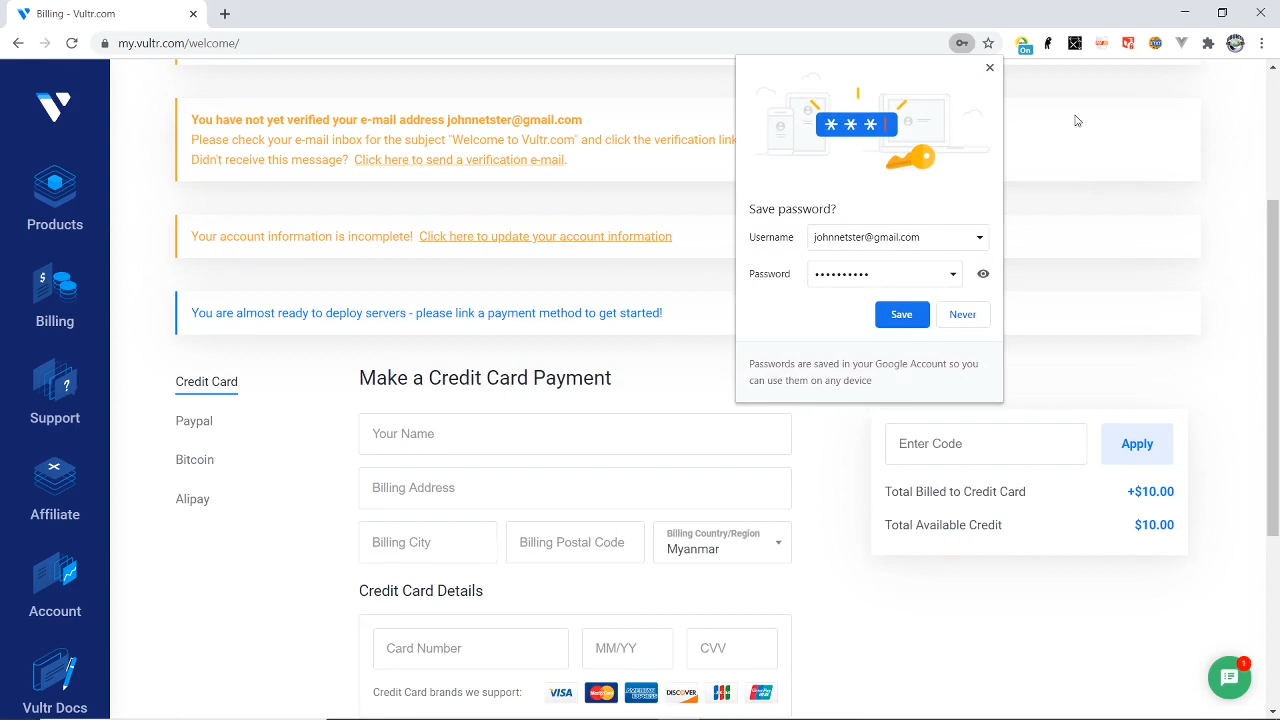 Billing - Vultr.com
my.vultr.com/welcome/
On
You have not yet verified your e-mail address johnnetster@gmail.com
Please check your e-mail inbox for the subject "Welcome to Vultr.com" and click the verification link
Didn't receive this message? Click here to send a verification e-mail.
Your account information is incomplete! Click here to update your account information
You are almost ready to deploy servers - please link a payment method to get started!
Products
Billing
Support
Affiliate
Account
Vultr Docs
Credit Card
Paypal
Bitcoin
Alipay
Make a Credit Card Payment
Your Name
Billing Address
Billing City
Billing Postal Code
Billing Country/Region
Myanmar
Credit Card Details
Card Number
MM/YY
CVV
Credit Card brands we support:
VISA
MasterCard
AMERICAN EXPRESS
DISCOVER
JCB
UnionPay
* * *
Save password?
Username johnnetster@gmail.com
Password ••••••••••
Save
Never
Passwords are saved in your Google Account so you
can use them on any device
Enter Code
Apply
Total Billed to Credit Card +$10.00
Total Available Credit $10.00
1